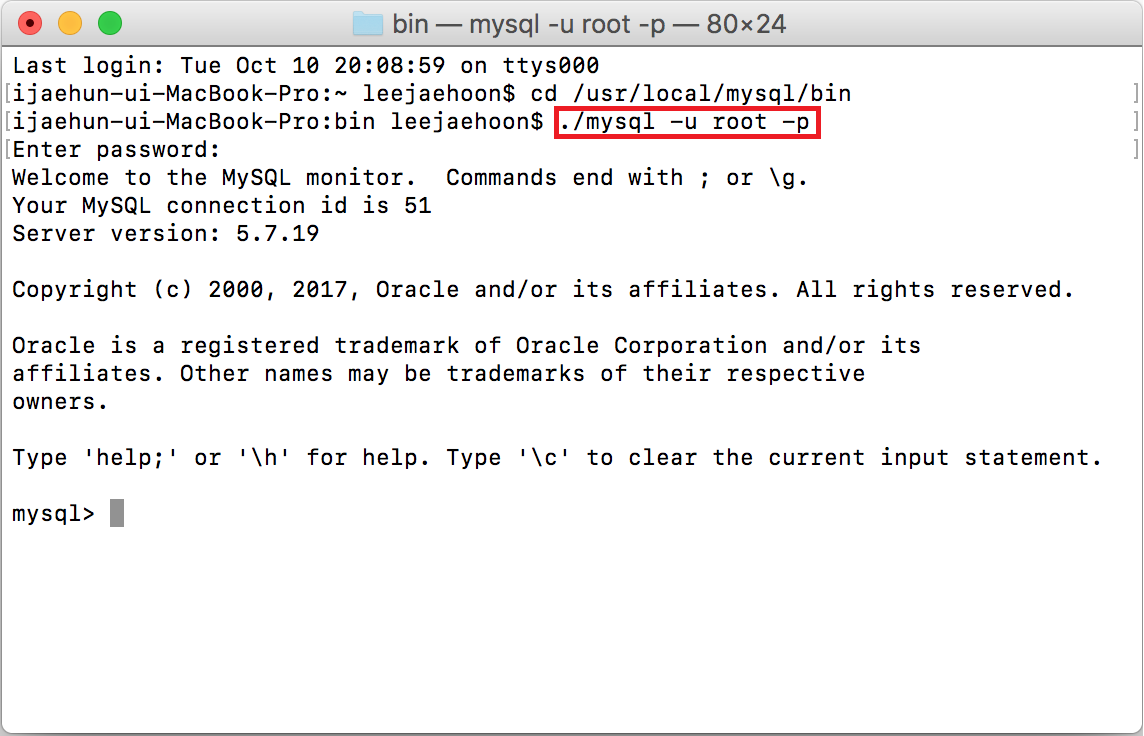 bin — mysql -u root -p — 80×24
Last login: Tue Oct 10 20:08:59 on ttys000
[ijaehun-ui-MacBook-Pro:~ leejaehoon$ cd /usr/local/mysql/bin ]
[ijaehun-ui-MacBook-Pro:bin leejaehoon$ ./mysql -u root -p ]
[Enter password: ]
Welcome to the MySQL monitor.  Commands end with ; or \g.
Your MySQL connection id is 51
Server version: 5.7.19
Copyright (c) 2000, 2017, Oracle and/or its affiliates. All rights reserved.
Oracle is a registered trademark of Oracle Corporation and/or its
affiliates. Other names may be trademarks of their respective
owners.
Type 'help;' or '\h' for help. Type '\c' to clear the current input statement.
mysql>